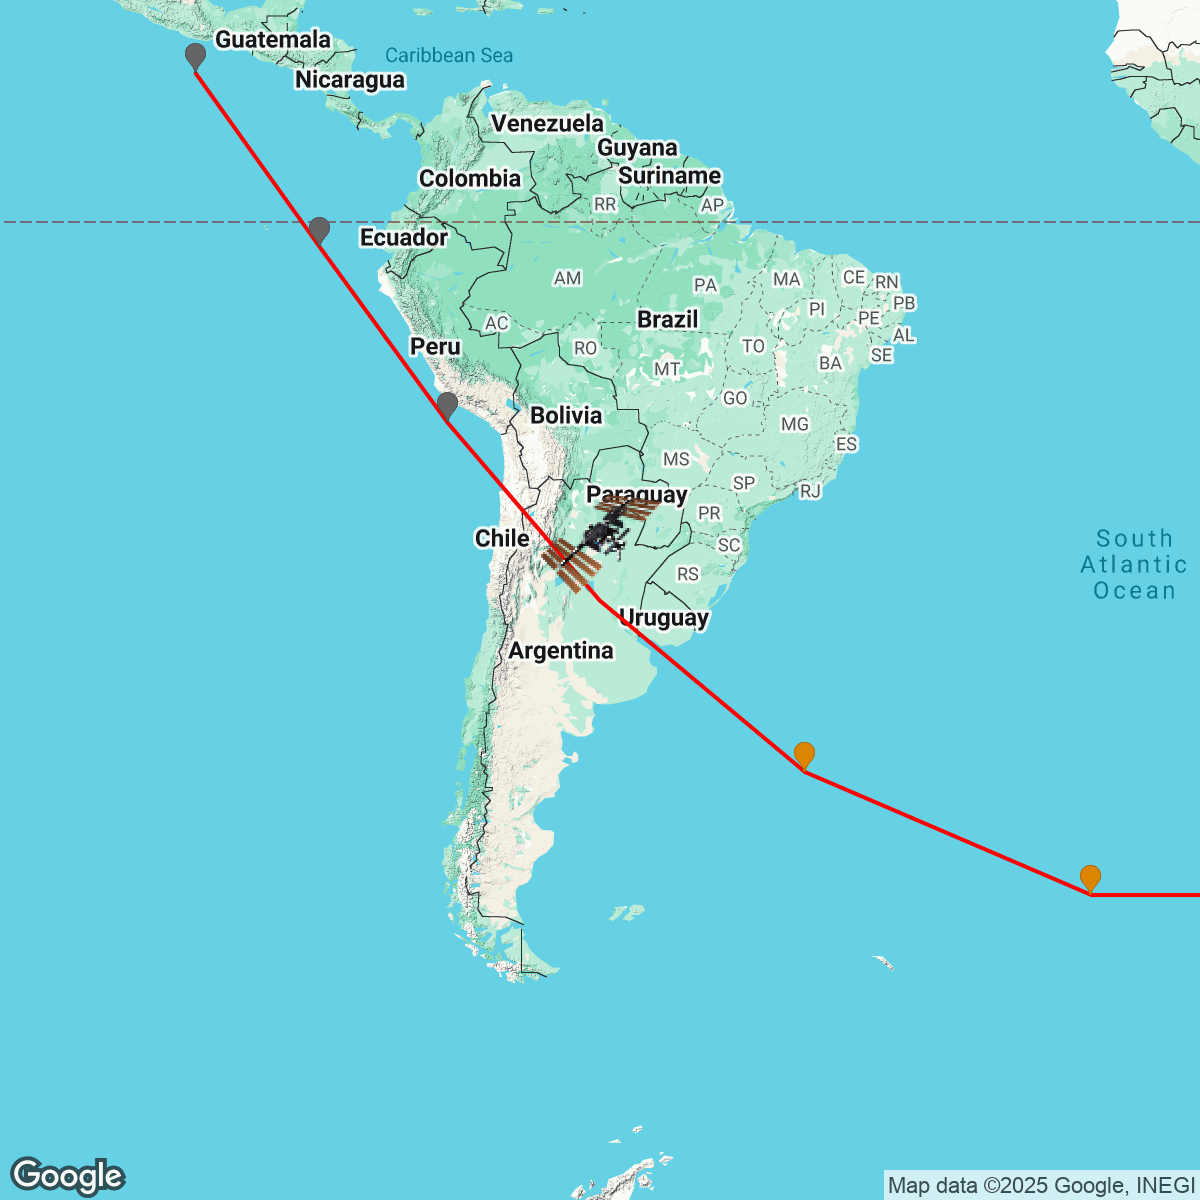 Guatemala
Caribbean Sea
Nicaragua
Venezuela
Guyana
Colombia
Suriname
RR
AP
Ecuador
AM
PA
MA
CE
RN
PI
PB
PE
AC
Brazil
AL
Peru
RO
TO
SE
MT
BA
GO
Bolivia
MG
ES
MS
SP
RJ
Paraguay
PR
Chile
SC
South
Atlantic
Ocean
RS
Uruguay
Argentina
Google
Map data ©2025 Google, INEGI